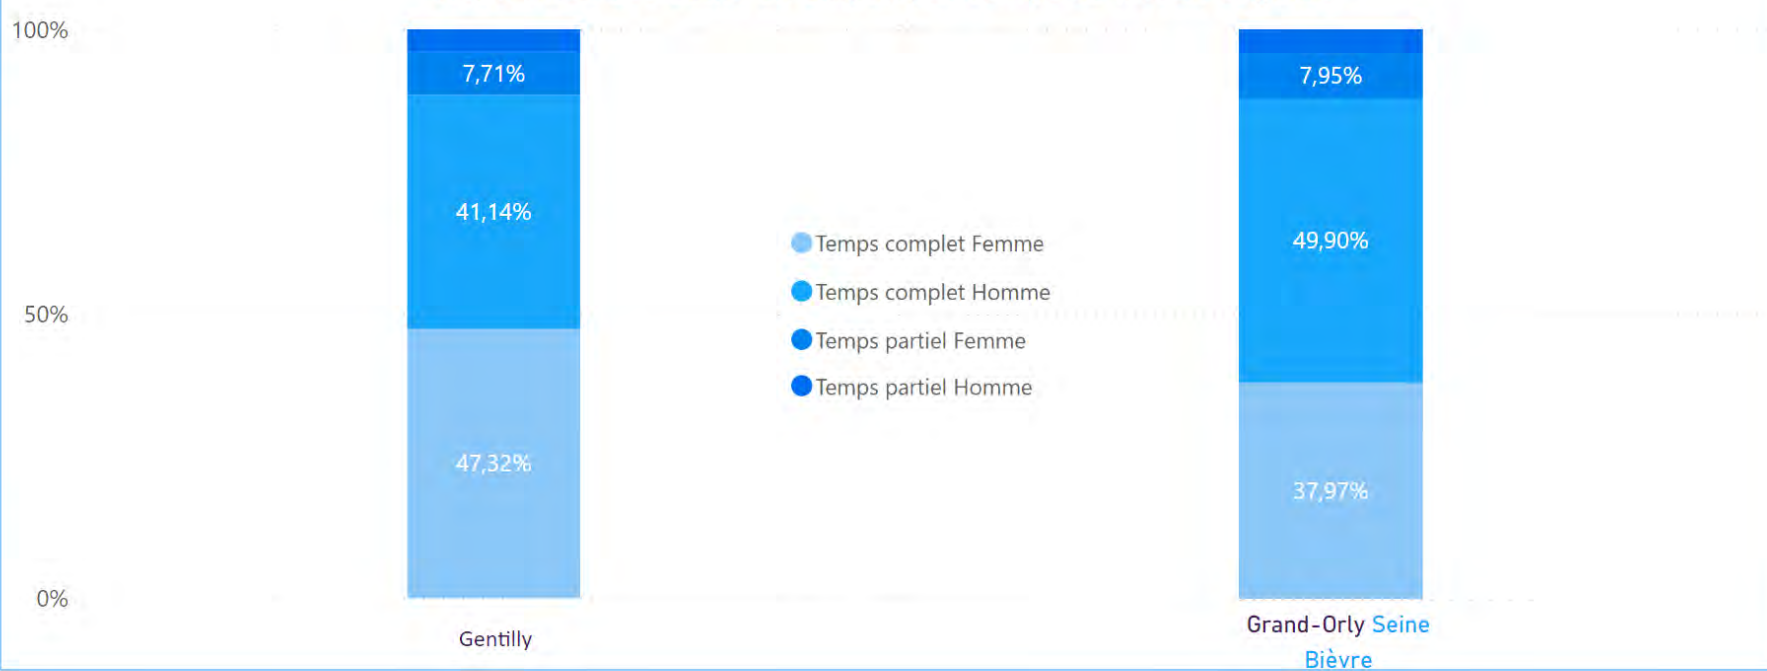 100%
50%
0%
7,71%
41,14%
47,32%
Gentilly
Temps complet Femme
Temps complet Homme
Temps partiel Femme
Temps partiel Homme
7,95%
49,90%
37,97%
Grand-Orly Seine
Bièvre